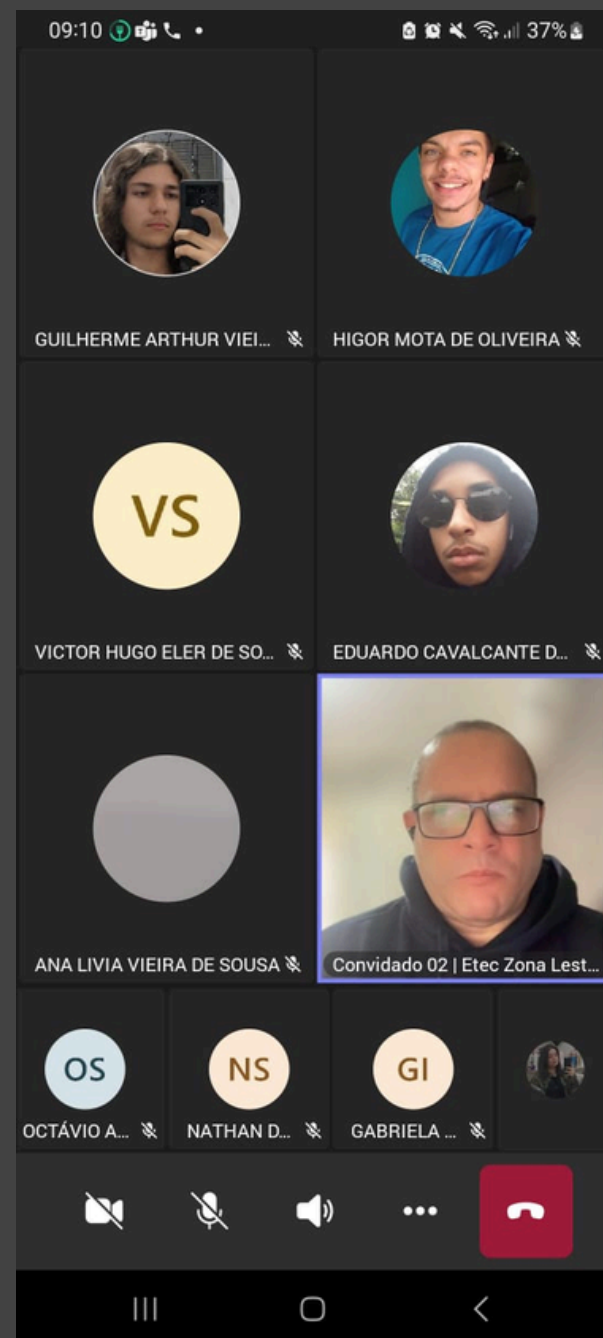 09:10 37%
GUILHERME ARTHUR VIEI... HIGOR MOTA DE OLIVEIRA
VS
VICTOR HUGO ELER DE SO... EDUARDO CAVALCANTE D...
ANA LIVIA VIEIRA DE SOUSA Convidado 02 | Etec Zona Lest...
OS NS GI
OCTÁVIO A... NATHAN D... GABRIELA ...